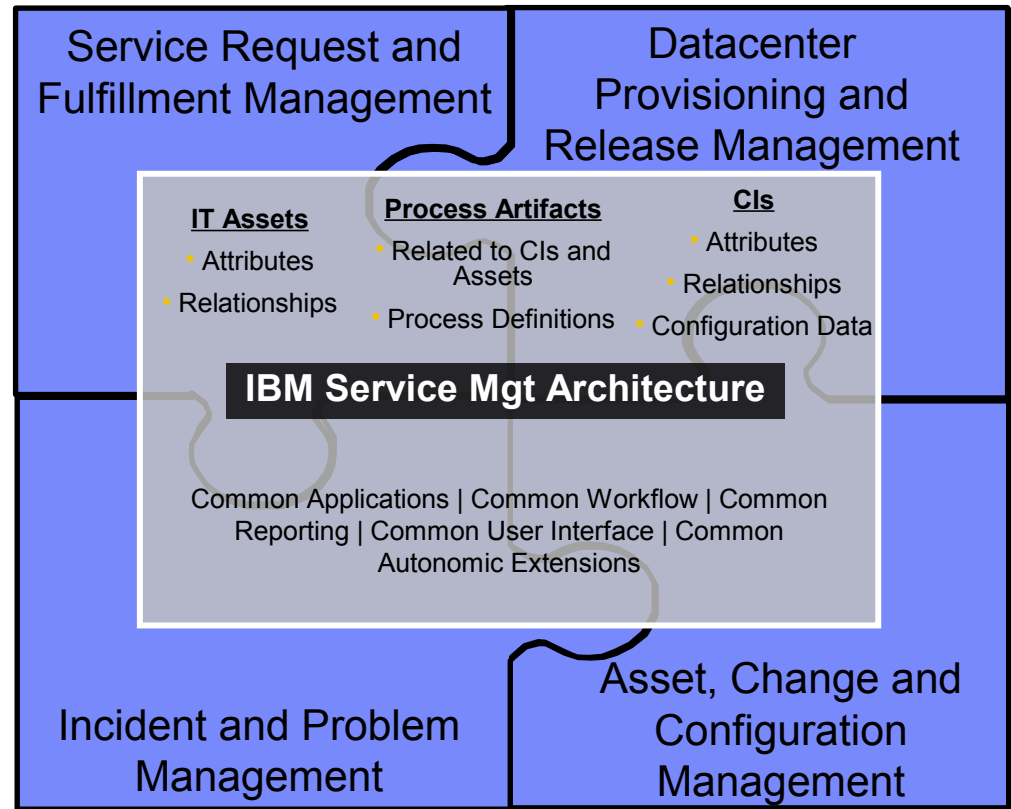 Service Request and
Fulfillment Management
Datacenter
Provisioning and
Release Management
IT Assets
• Attributes
• Relationships
Process Artifacts
• Related to CIs and
Assets
• Process Definitions
CIs
• Attributes
• Relationships
• Configuration Data
IBM Service Mgt Architecture
Common Applications | Common Workflow | Common
Reporting | Common User Interface | Common
Autonomic Extensions
Incident and Problem
Management
Asset, Change and
Configuration
Management